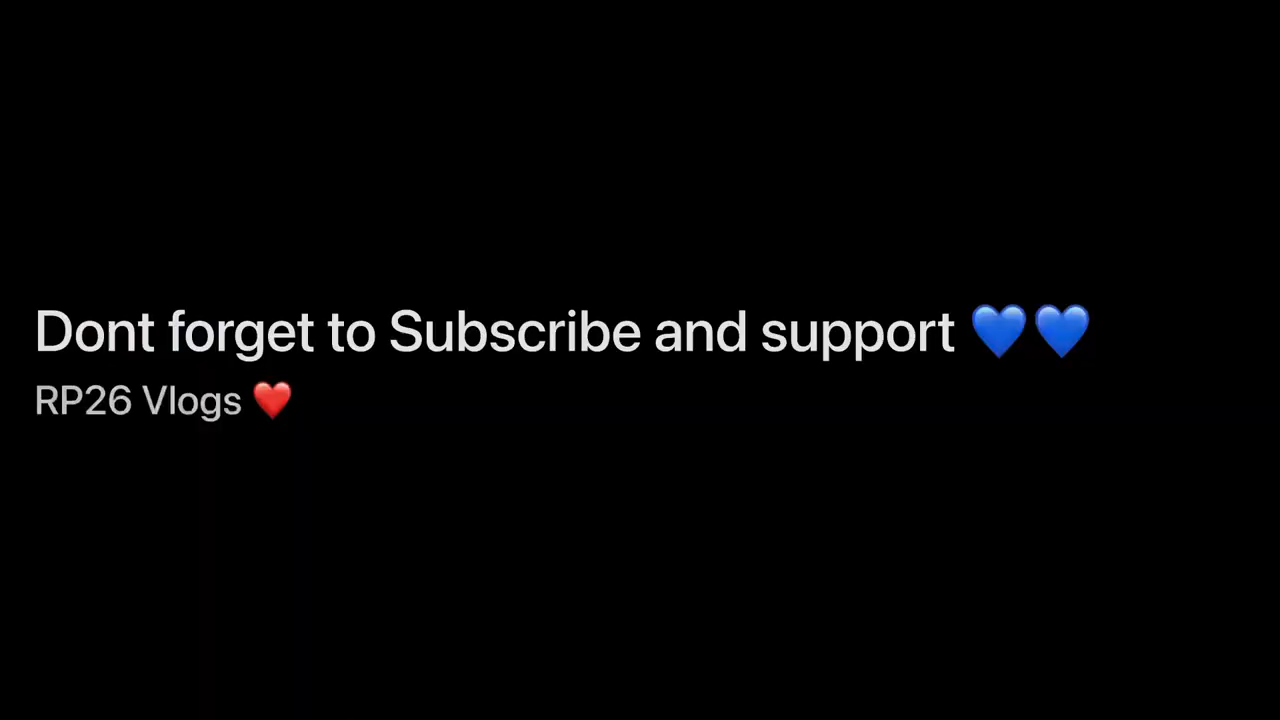 Dont forget to Subscribe and support 💙💙
RP26 Vlogs ❤️